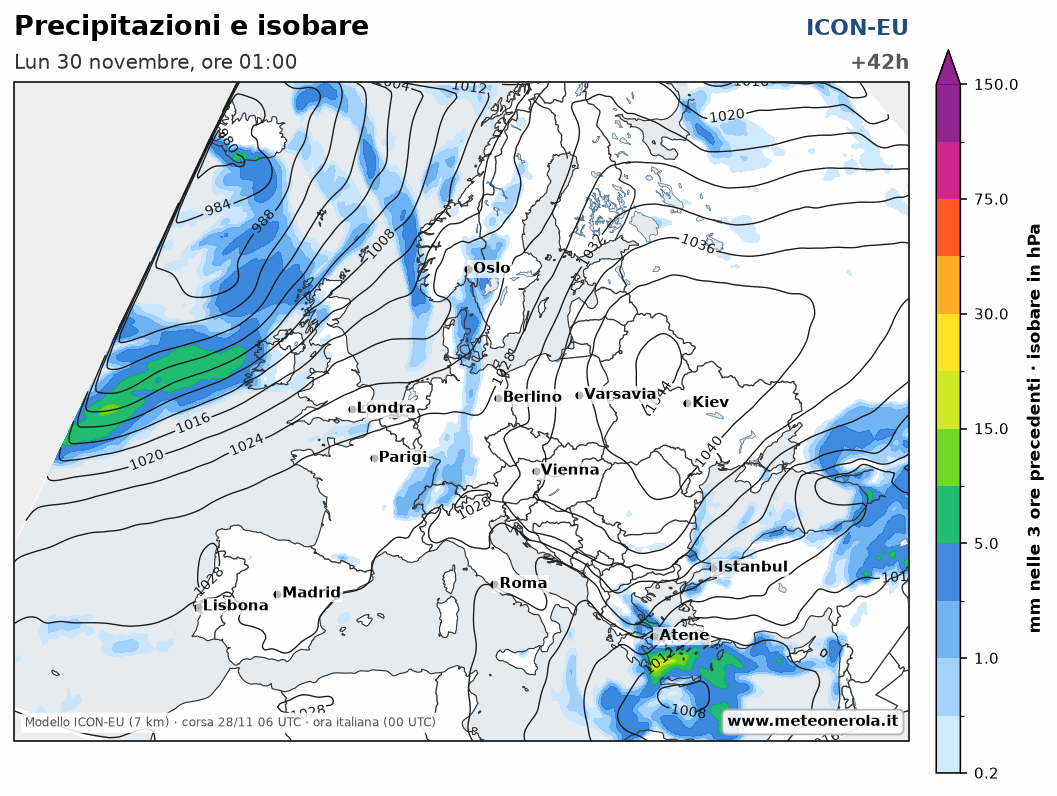 Precipitazioni e isobare
ICON-EU
Lun 30 novembre, ore 01:00
+42h
150.0
75.0
30.0
15.0
5.0
1.0
0.2
mm nelle 3 ore precedenti · isobare in hPa
1012
1020
980
984
988
1008
1032
1036
Oslo
1028
Londra
Berlino
Varsavia
1044
Kiev
1016
1024
1020
1040
Parigi
Vienna
1028
Istanbul
1028
Madrid
Roma
Lisbona
Atene
1012
1008
1028
Modello ICON-EU (7 km) · corsa 28/11 06 UTC · ora italiana (00 UTC)
www.meteonerola.it